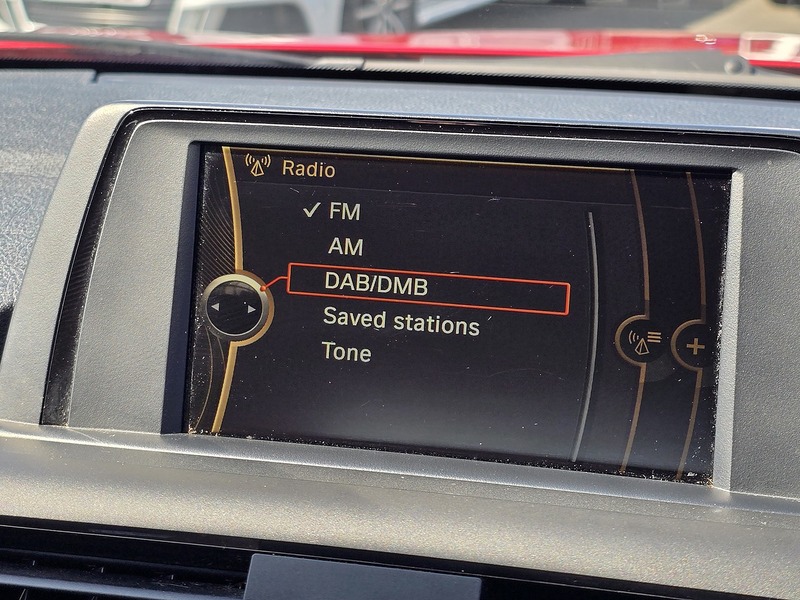 Radio
✓ FM
AM
DAB/DMB
Saved stations
Tone